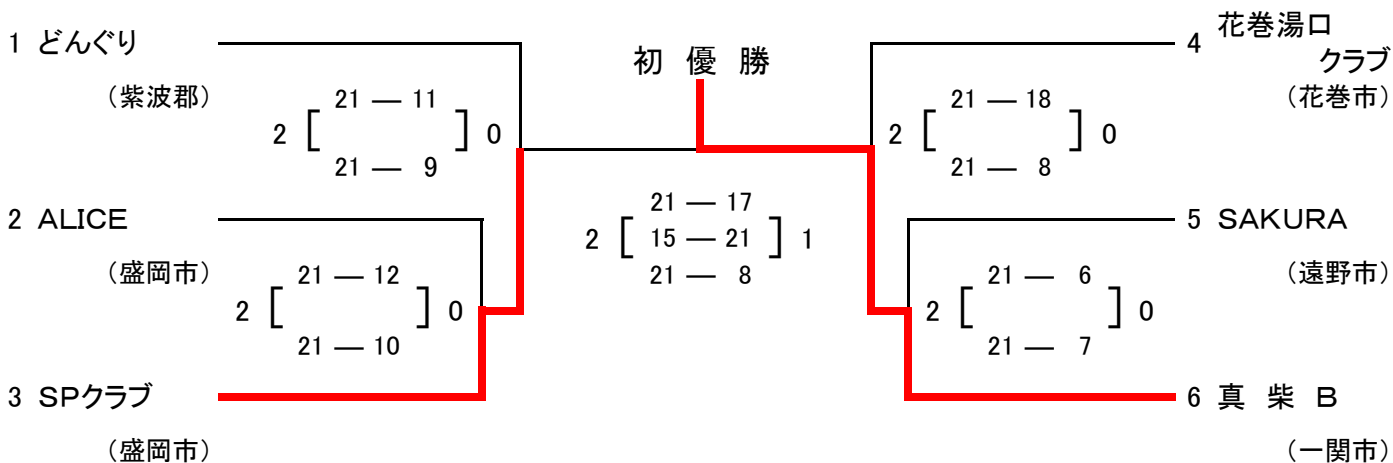 1 どんぐり
(紫波郡)
21 ― 11
2 [ ] 0
21 ― 9
2 ALICE
(盛岡市)
21 ― 12
2 [ ] 0
21 ― 10
3 SPクラブ
(盛岡市)
初 優 勝
21 ― 17
2 [ 15 ― 21 ] 1
21 ― 8
4 花巻湯口
クラブ
(花巻市)
21 ― 18
2 [ ] 0
21 ― 8
5 SAKURA
(遠野市)
21 ― 6
2 [ ] 0
21 ― 7
6 真 柴 B
(一関市)